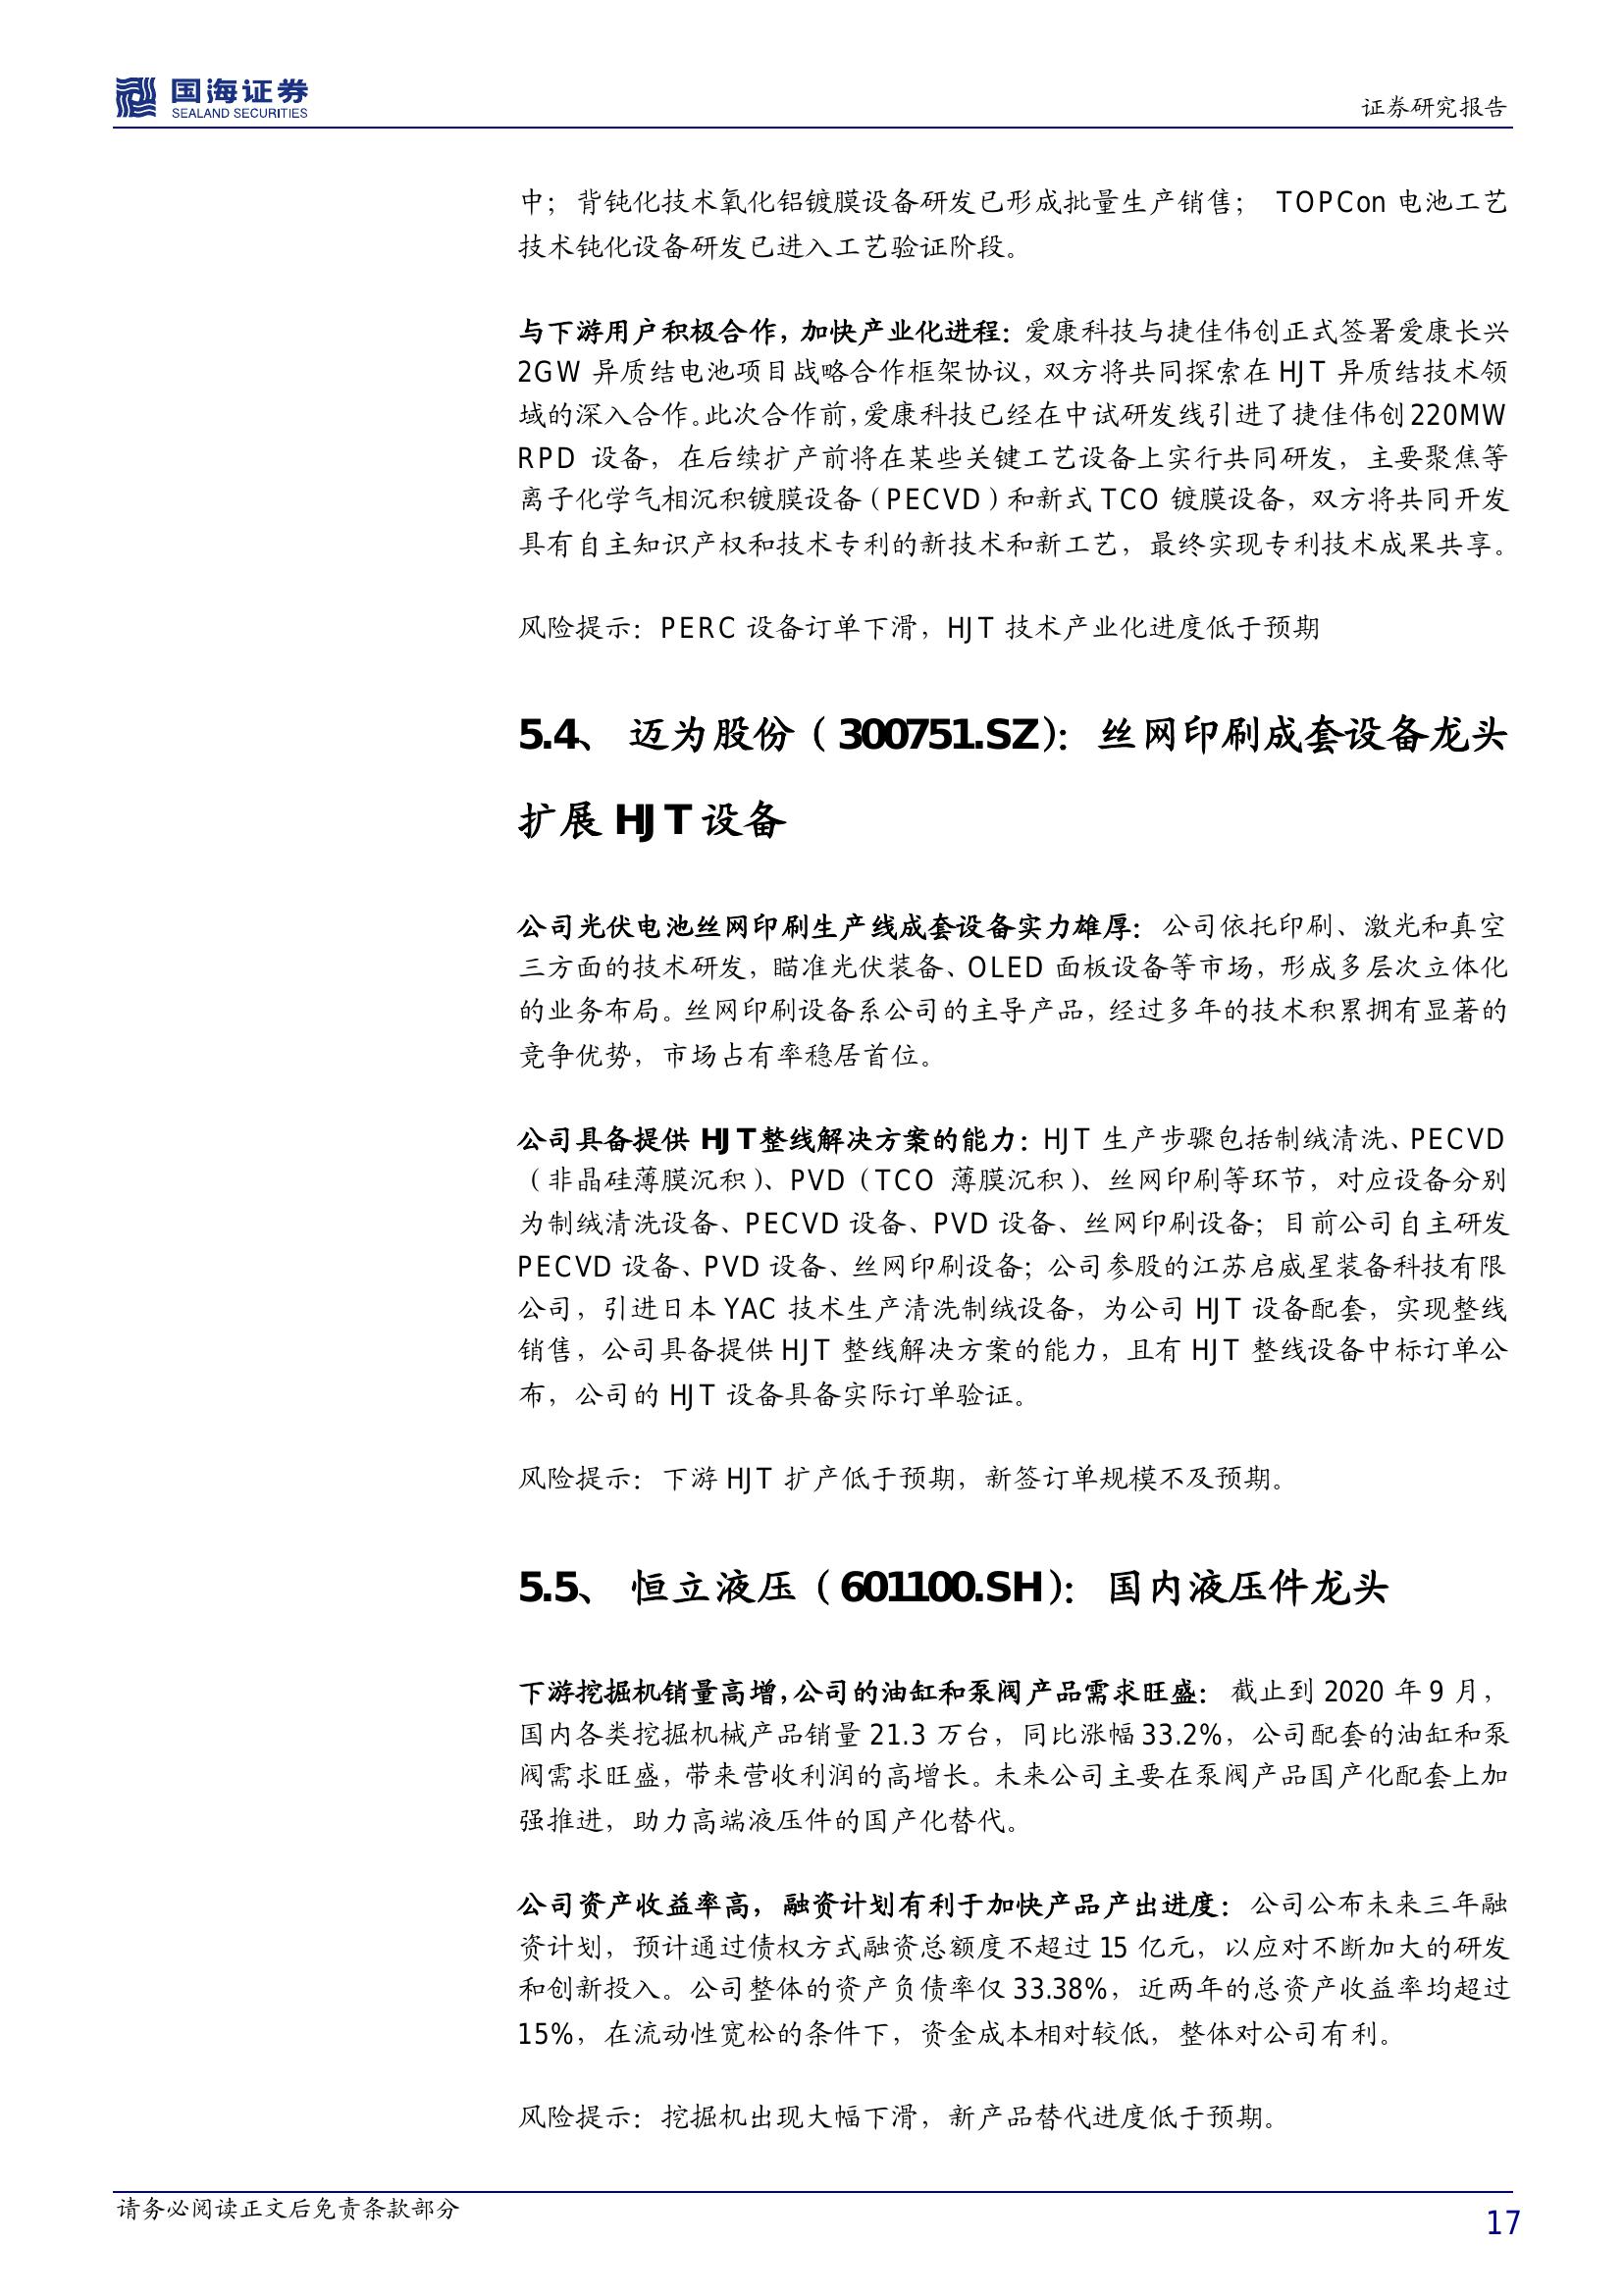 国海证券
SEALAND SECURITIES
证券研究报告
中；背钝化技术氧化铝镀膜设备研发已形成批量生产销售； TOPCon 电池工艺
技术钝化设备研发已进入工艺验证阶段。
与下游用户积极合作，加快产业化进程：爱康科技与捷佳伟创正式签署爱康长兴
2GW 异质结电池项目战略合作框架协议，双方将共同探索在 HJT 异质结技术领
域的深入合作。此次合作前，爱康科技已经在中试研发线引进了捷佳伟创 220MW
RPD 设备，在后续扩产前将在某些关键工艺设备上实行共同研发，主要聚焦等
离子化学气相沉积镀膜设备（PECVD）和新式 TCO 镀膜设备，双方将共同开发
具有自主知识产权和技术专利的新技术和新工艺，最终实现专利技术成果共享。
风险提示：PERC 设备订单下滑，HJT 技术产业化进度低于预期
5.4、 迈为股份（300751.SZ）：丝网印刷成套设备龙头
扩展 HJT 设备
公司光伏电池丝网印刷生产线成套设备实力雄厚：公司依托印刷、激光和真空
三方面的技术研发，瞄准光伏装备、OLED 面板设备等市场，形成多层次立体化
的业务布局。丝网印刷设备系公司的主导产品，经过多年的技术积累拥有显著的
竞争优势，市场占有率稳居首位。
公司具备提供 HJT 整线解决方案的能力：HJT 生产步骤包括制绒清洗、PECVD
（非晶硅薄膜沉积）、PVD（TCO 薄膜沉积）、丝网印刷等环节，对应设备分别
为制绒清洗设备、PECVD 设备、PVD 设备、丝网印刷设备；目前公司自主研发
PECVD 设备、PVD 设备、丝网印刷设备；公司参股的江苏启威星装备科技有限
公司，引进日本 YAC 技术生产清洗制绒设备，为公司 HJT 设备配套，实现整线
销售，公司具备提供 HJT 整线解决方案的能力，且有 HJT 整线设备中标订单公
布，公司的 HJT 设备具备实际订单验证。
风险提示：下游 HJT 扩产低于预期，新签订单规模不及预期。
5.5、 恒立液压（601100.SH）： 国内液压件龙头
下游挖掘机销量高增，公司的油缸和泵阀产品需求旺盛：截止到 2020 年 9 月，
国内各类挖掘机械产品销量 21.3 万台，同比涨幅 33.2%，公司配套的油缸和泵
阀需求旺盛，带来营收利润的高增长。未来公司主要在泵阀产品国产化配套上加
强推进，助力高端液压件的国产化替代。
公司资产收益率高，融资计划有利于加快产品产出进度：公司公布未来三年融
资计划，预计通过债权方式融资总额度不超过 15 亿元，以应对不断加大的研发
和创新投入。公司整体的资产负债率仅 33.38%，近两年的总资产收益率均超过
15%，在流动性宽松的条件下，资金成本相对较低，整体对公司有利。
风险提示：挖掘机出现大幅下滑，新产品替代进度低于预期。
请务必阅读正文后免责条款部分
17